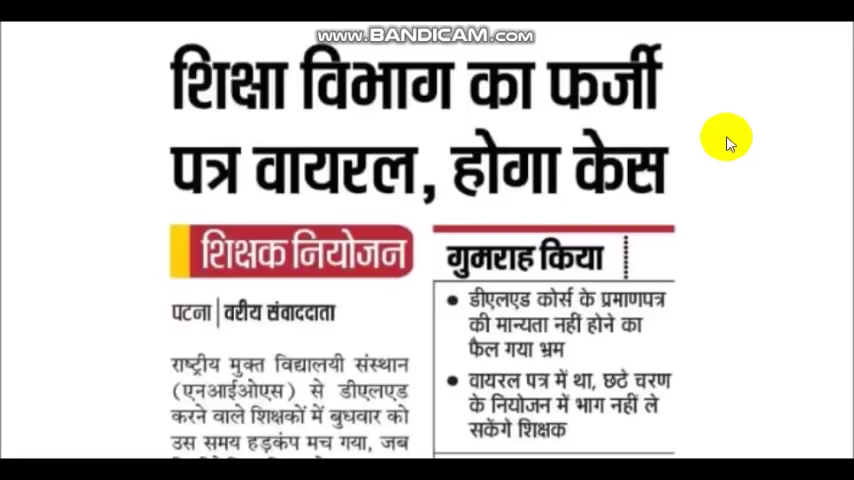 www.BANDICAM.com
शिक्षा विभाग का फर्जी
पत्र वायरल, होगा केस
शिक्षक नियोजन
पटना | वरीय संवाददाता
राष्ट्रीय मुक्त विद्यालयी संस्थान
(एनआईओएस) से डीएलएड
करने वाले शिक्षकों में बुधवार को
उस समय हड़कंप मच गया, जब
गुमराह किया
● डीएलएड कोर्स के प्रमाणपत्र
की मान्यता नहीं होने का
फैल गया भ्रम
● वायरल पत्र में था, छठे चरण
के नियोजन में भाग नहीं ले
सकेंगे शिक्षक